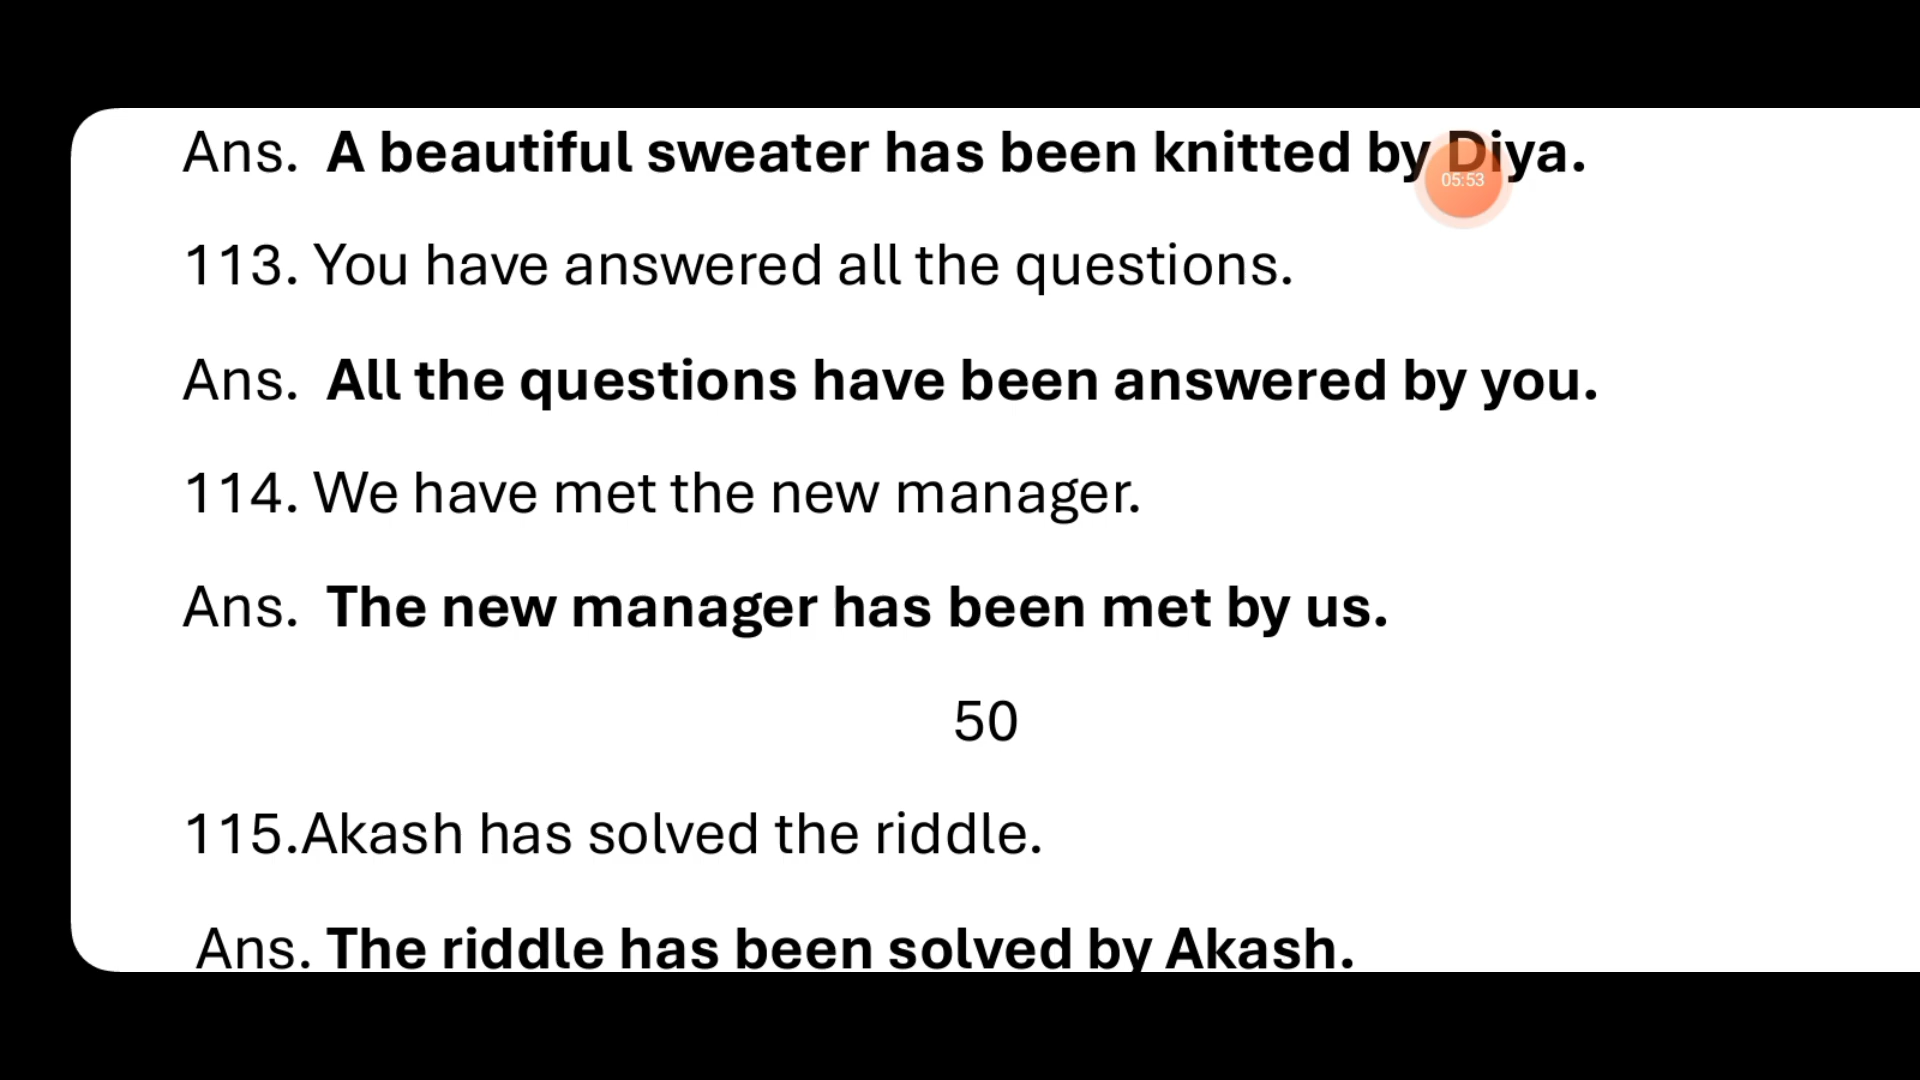 Ans.  A beautiful sweater has been knitted by Diya.
05:53
113. You have answered all the questions.
Ans.  All the questions have been answered by you.
114. We have met the new manager.
Ans.  The new manager has been met by us.
50
115.Akash has solved the riddle.
Ans. The riddle has been solved by Akash.